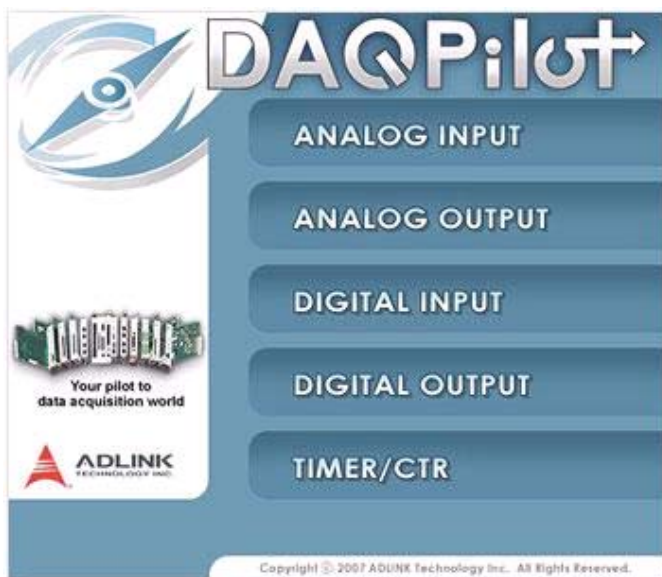 DAQPilot
ANALOG INPUT
ANALOG OUTPUT
DIGITAL INPUT
DIGITAL OUTPUT
TIMER/CTR
Your pilot to
data acquisition world
ADLINK
TECHNOLOGY INC.
Copyright © 2007 ADLINK Technology Inc. All Rights Reserved.